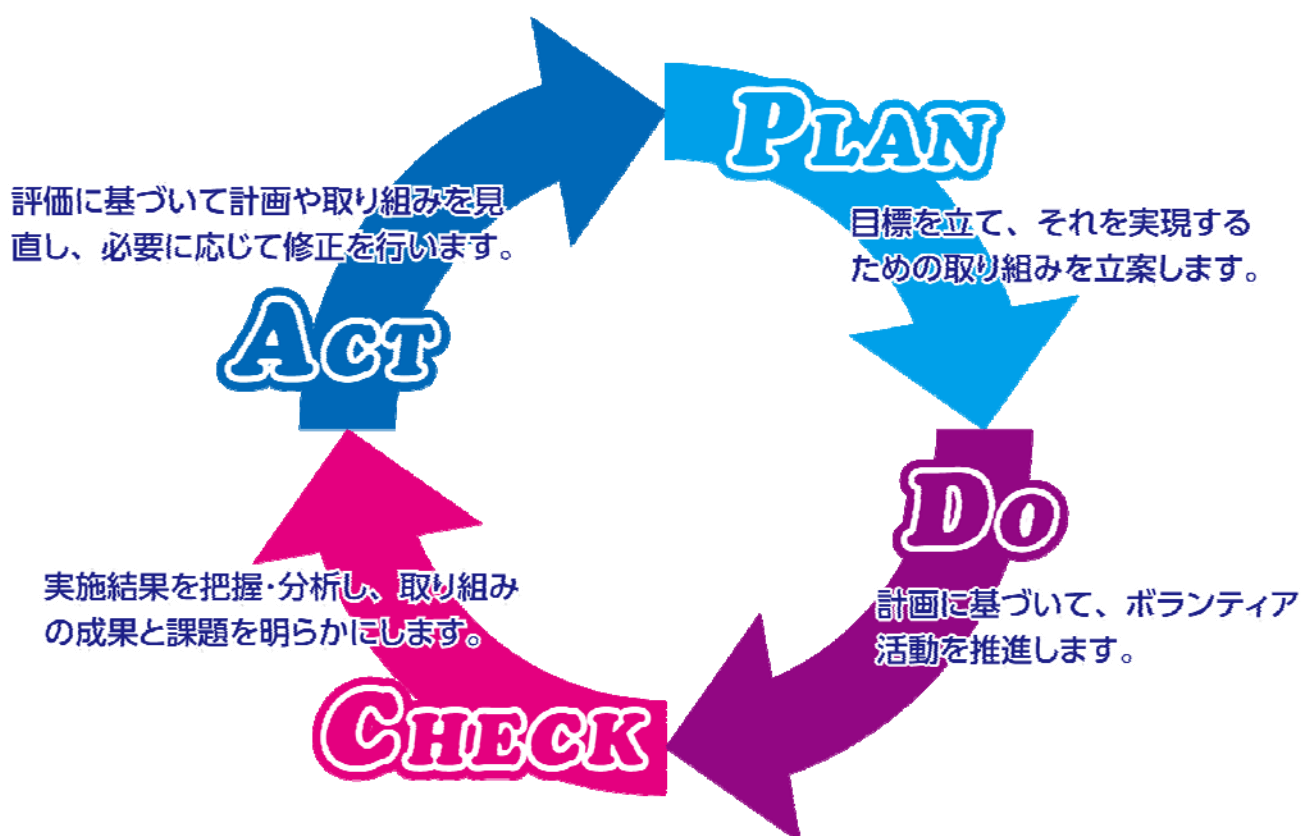 PLAN
目標を立て、それを実現する
ための取り組みを立案します。
DO
計画に基づいて、ボランティア
活動を推進します。
CHECK
実施結果を把握・分析し、取り組み
の成果と課題を明らかにします。
ACT
評価に基づいて計画や取り組みを見
直し、必要に応じて修正を行います。